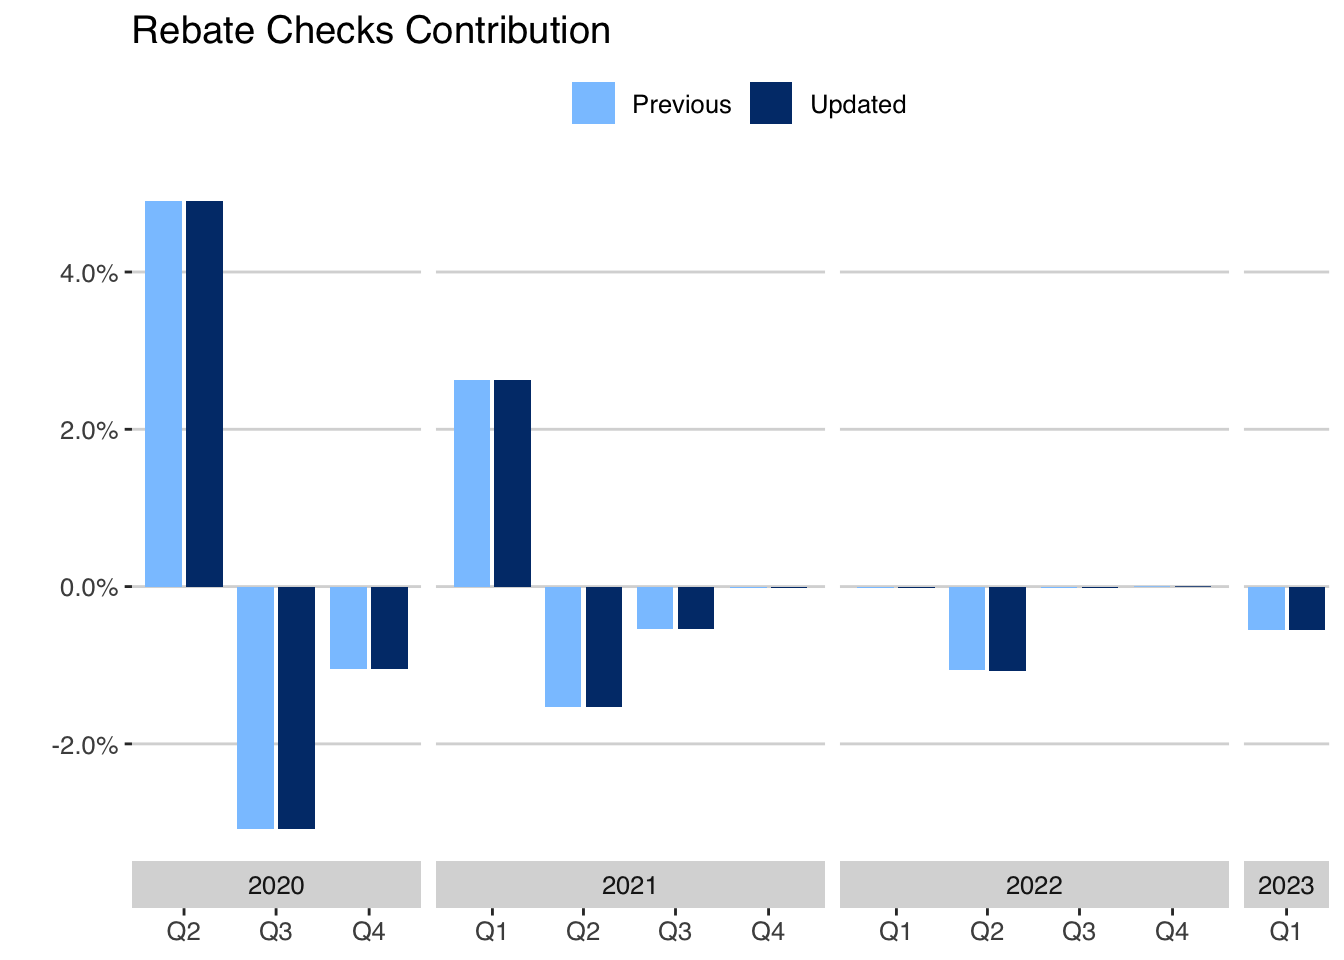 Rebate Checks Contribution
Previous Updated
4.0%
2.0%
0.0%
-2.0%
2020 2021 2022 2023
Q2 Q3 Q4 Q1 Q2 Q3 Q4 Q1 Q2 Q3 Q4 Q1